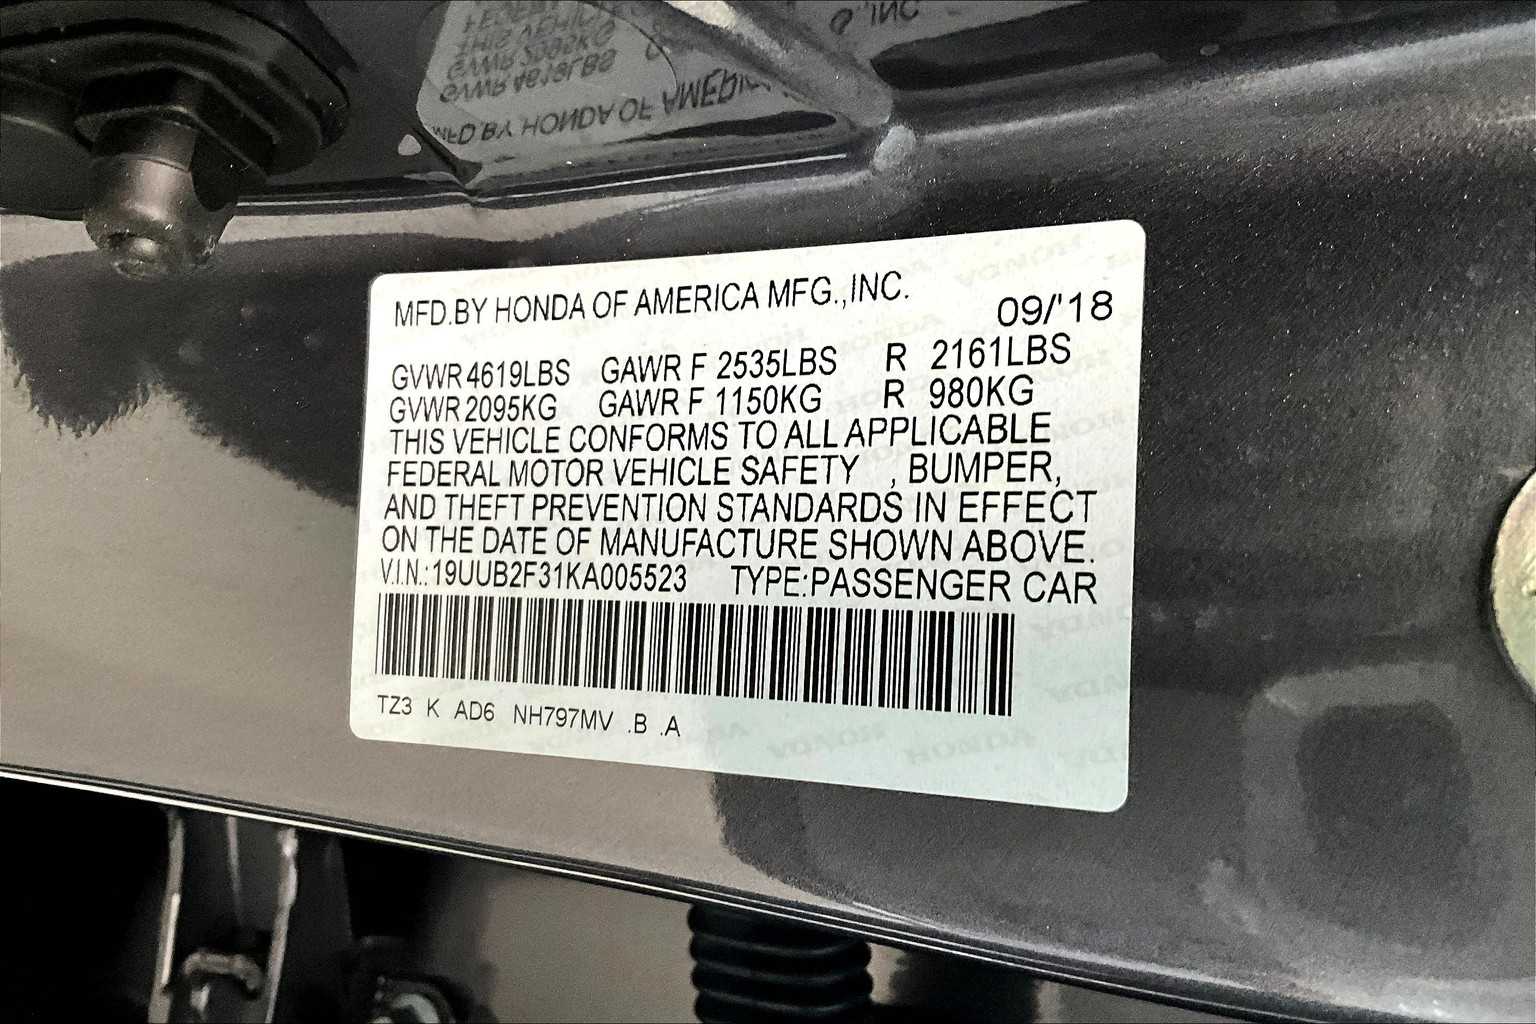 MFD.BY HONDA OF AMERICA MFG.,INC.
09/'18
GVWR 4619LBS GAWR F 2535LBS R 2161LBS
GVWR 2095KG GAWR F 1150KG R 980KG
THIS VEHICLE CONFORMS TO ALL APPLICABLE
FEDERAL MOTOR VEHICLE SAFETY , BUMPER,
AND THEFT PREVENTION STANDARDS IN EFFECT
ON THE DATE OF MANUFACTURE SHOWN ABOVE.
V.I.N.:19UUB2F31KA005523 TYPE:PASSENGER CAR
TZ3 K AD6 NH797MV .B .A